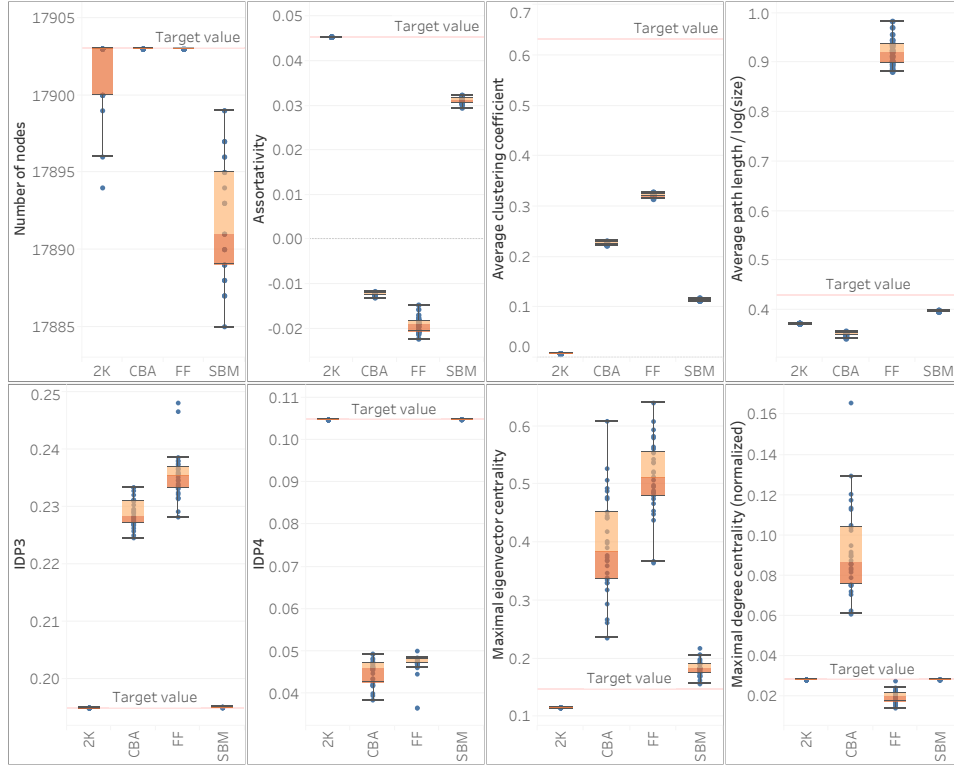 Number of nodes
17905
17900
17895
17890
17885
Target value
2K CBA FF SBM
Assortativity
0.05
0.04
0.03
0.02
0.01
0.00
-0.01
-0.02
Target value
2K CBA FF SBM
Average clustering coefficient
0.7
0.6
0.5
0.4
0.3
0.2
0.1
0.0
Target value
2K CBA FF SBM
Average path length / log(size)
1.0
0.9
0.8
0.7
0.6
0.5
0.4
Target value
2K CBA FF SBM
IDP3
0.25
0.24
0.23
0.22
0.21
0.20
Target value
2K CBA FF SBM
IDP4
0.11
0.10
0.09
0.08
0.07
0.06
0.05
0.04
Target value
2K CBA FF SBM
Maximal eigenvector centrality
0.6
0.5
0.4
0.3
0.2
0.1
Target value
2K CBA FF SBM
Maximal degree centrality (normalized)
0.16
0.14
0.12
0.10
0.08
0.06
0.04
0.02
Target value
2K CBA FF SBM